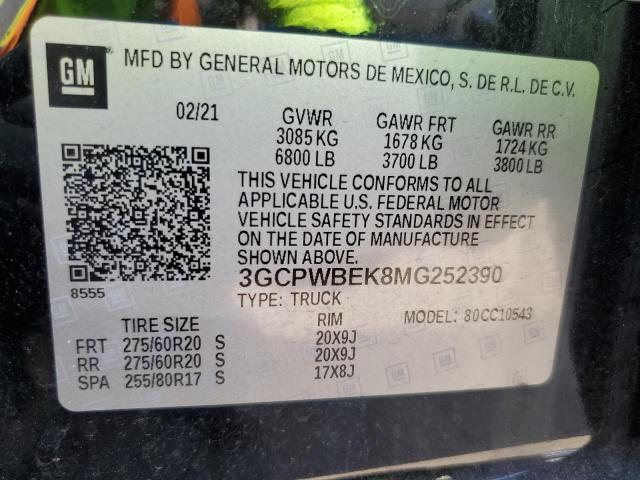 GM
MFD BY GENERAL MOTORS DE MEXICO, S. DE R.L. DE C.V.
02/21 GVWR GAWR FRT GAWR RR
3085 KG 1678 KG 1724 KG
6800 LB 3700 LB 3800 LB
THIS VEHICLE CONFORMS TO ALL
APPLICABLE U.S. FEDERAL MOTOR
VEHICLE SAFETY STANDARDS IN EFFECT
ON THE DATE OF MANUFACTURE
SHOWN ABOVE.
8555
3GCPWBEK8MG252390
TYPE: TRUCK MODEL: 80CC10543
TIRE SIZE RIM
FRT 275/60R20 S 20X9J
RR 275/60R20 S 20X9J
SPA 255/80R17 S 17X8J